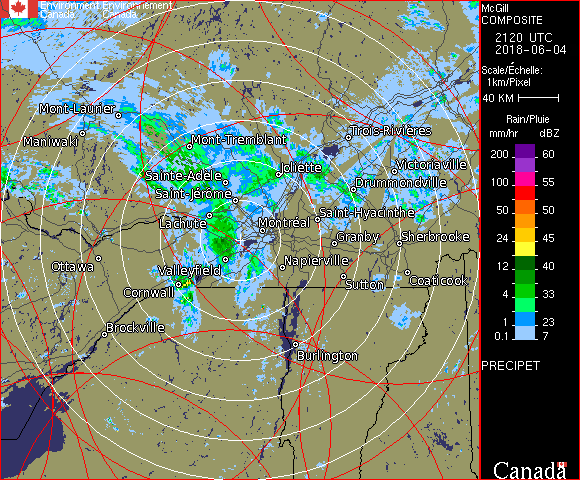 Environment Environnement
Canada Canada
McGill
COMPOSITE
2120 UTC
2018-06-04
Scale/Échelle:
1km/Pixel
40 KM
Rain/Pluie
mm/hr dBZ
200 60
100 55
75 53
50 50
24 45
12 40
4 33
1 23
0.1 7
PRECIPET
Canada
Mont-Laurier
Maniwaki
Mont-Tremblant
Trois-Rivières
Sainte-Adèle
Joliette
Victoriaville
Drummondville
Saint-Jérôme
Lachute
Montréal
Saint-Hyacinthe
Granby
Sherbrooke
Ottawa
Valleyfield
Napierville
Cornwall
Sutton
Coaticook
Brockville
Burlington